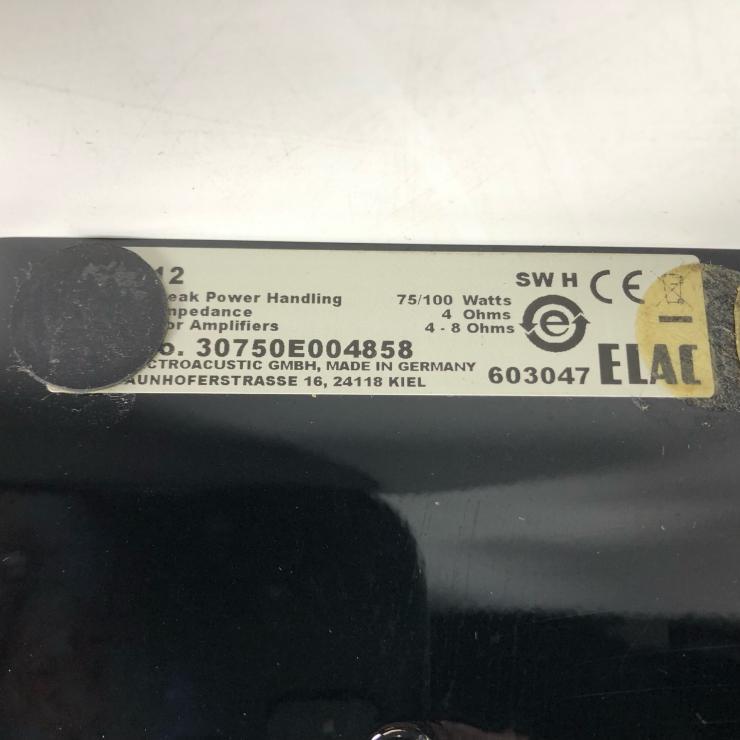 12 SW H CE
eak Power Handling 75/100 Watts
mpedance 4 Ohms
or Amplifiers 4 - 8 Ohms
o. 30750E004858
CTROACUSTIC GMBH, MADE IN GERMANY 603047 ELAC
AUNHOFERSTRASSE 16, 24118 KIEL